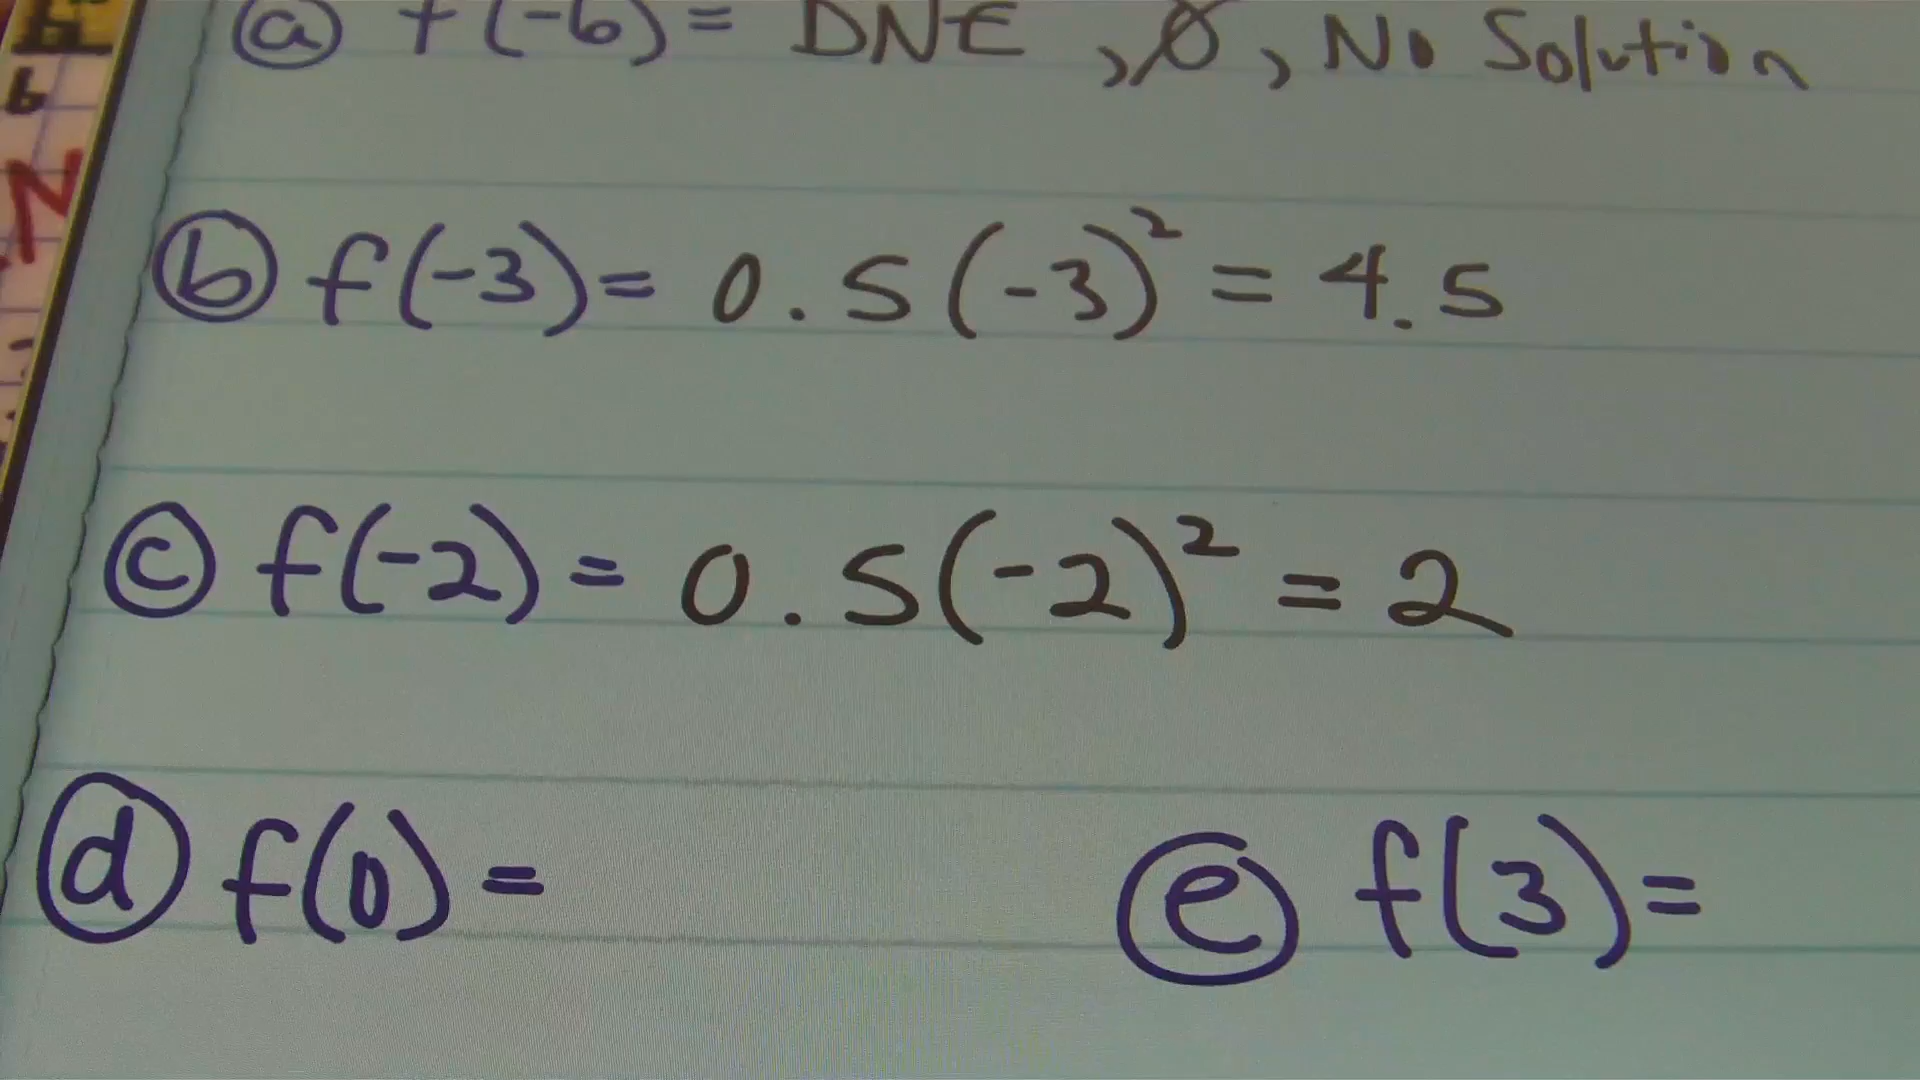 6
N
ⓐ f(-6) = DNE , Ø , No Solution
ⓑ f(-3) = 0.5(-3)² = 4.5
ⓒ f(-2) = 0.5(-2)² = 2
ⓓ f(0) =
ⓔ f(3) =